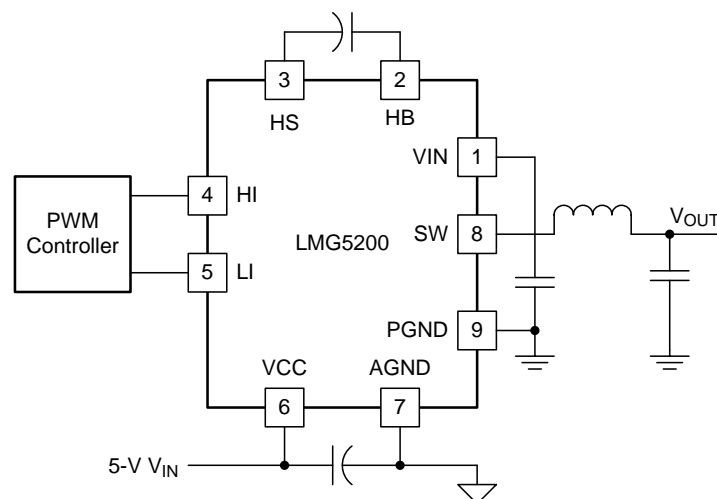 3
2
HS
HB
VIN
1
PWM
Controller
4
HI
LMG5200
SW
8
VOUT
5
LI
PGND
9
VCC
AGND
6
7
5-V VIN